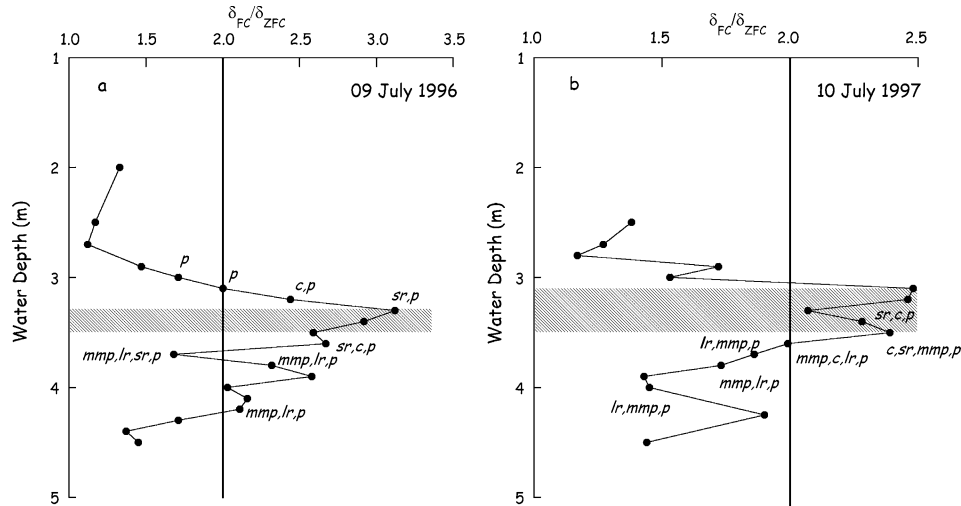 δFC/δZFC
1.0 1.5 2.0 2.5 3.0 3.5
1
2
3
4
5
Water Depth (m)
a
09 July 1996
p
p
c,p
sr,p
sr,c,p
mmp,lr,sr,p
mmp,lr,p
mmp,lr,p
δFC/δZFC
1.0 1.5 2.0 2.5
1
2
3
4
5
Water Depth (m)
b
10 July 1997
sr,c,p
c,sr,mmp,p
lr,mmp,p
mmp,c,lr,p
mmp,lr,p
lr,mmp,p